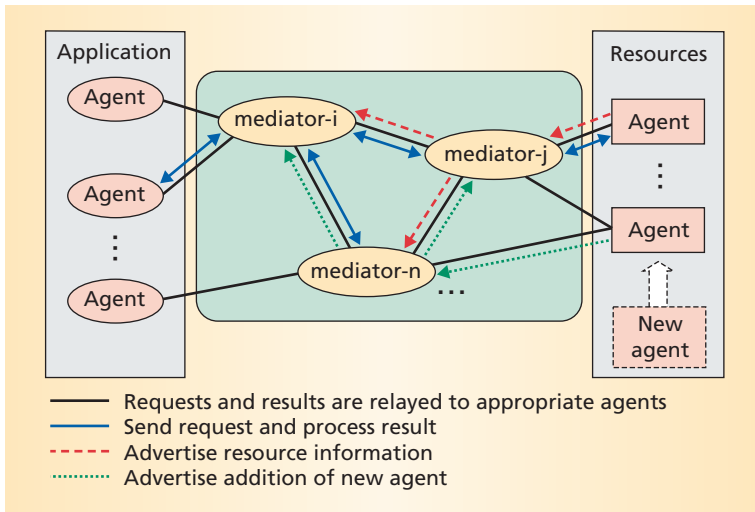 Application
Resources
Agent
mediator-i
Agent
mediator-j
Agent
Agent
mediator-n
Agent
New
agent
Requests and results are relayed to appropriate agents
Send request and process result
Advertise resource information
Advertise addition of new agent